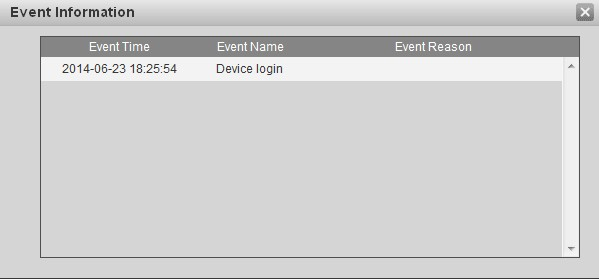 Event Information
Event Time Event Name Event Reason
2014-06-23 18:25:54 Device login